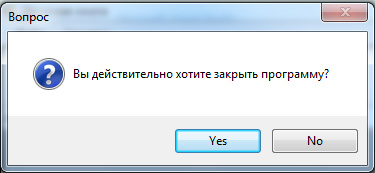 Вопрос
Вы действительно хотите закрыть программу?
Yes
No